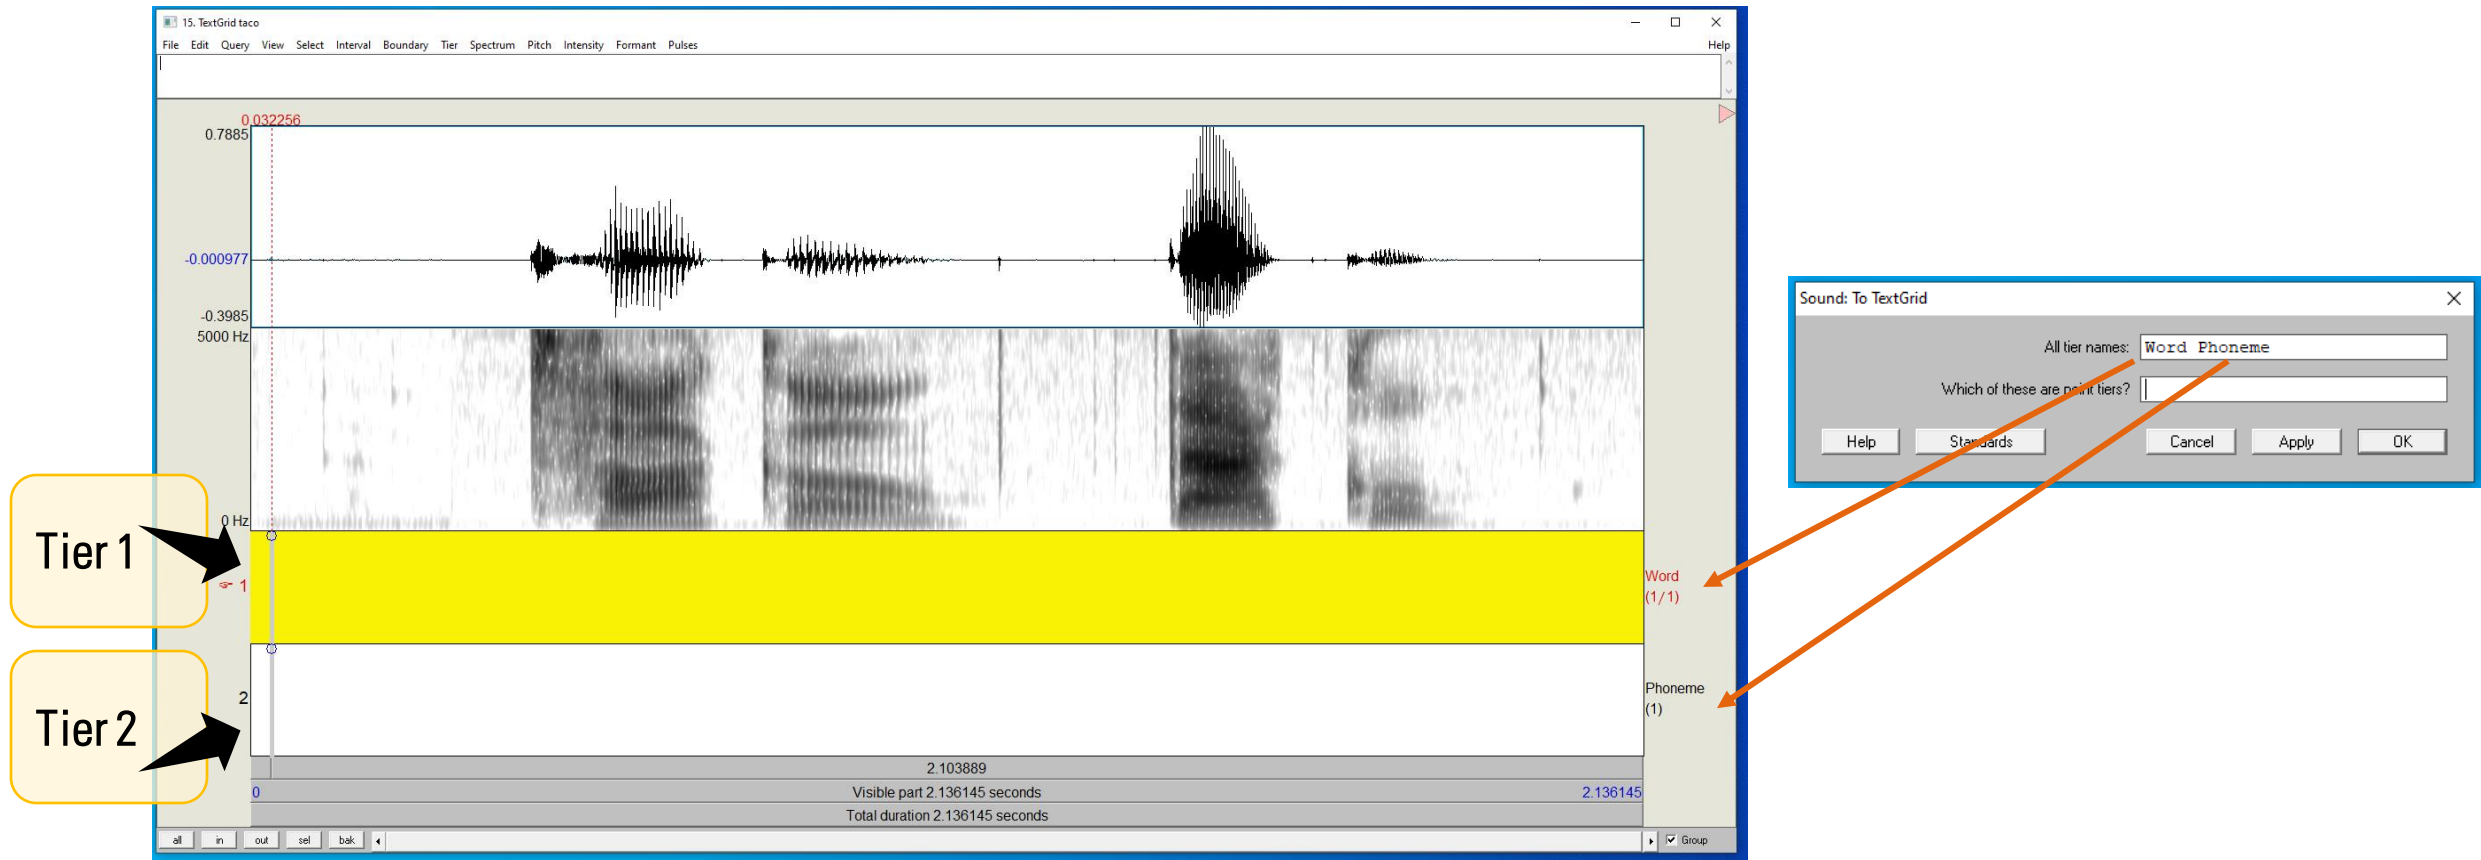 15. TextGrid taco
File Edit Query View Select Interval Boundary Tier Spectrum Pitch Intensity Formant Pulses Help
0.032256
0.7885
-0.000977
-0.3985
5000 Hz
0 Hz
Tier 1
1
Word
(1/1)
Tier 2
2
Phoneme
(1)
2.103889
0 Visible part 2.136145 seconds 2.136145
Total duration 2.136145 seconds
all in out sel bak Group
Sound: To TextGrid
All tier names: Word Phoneme
Which of these are point tiers?
Help Standards Cancel Apply OK